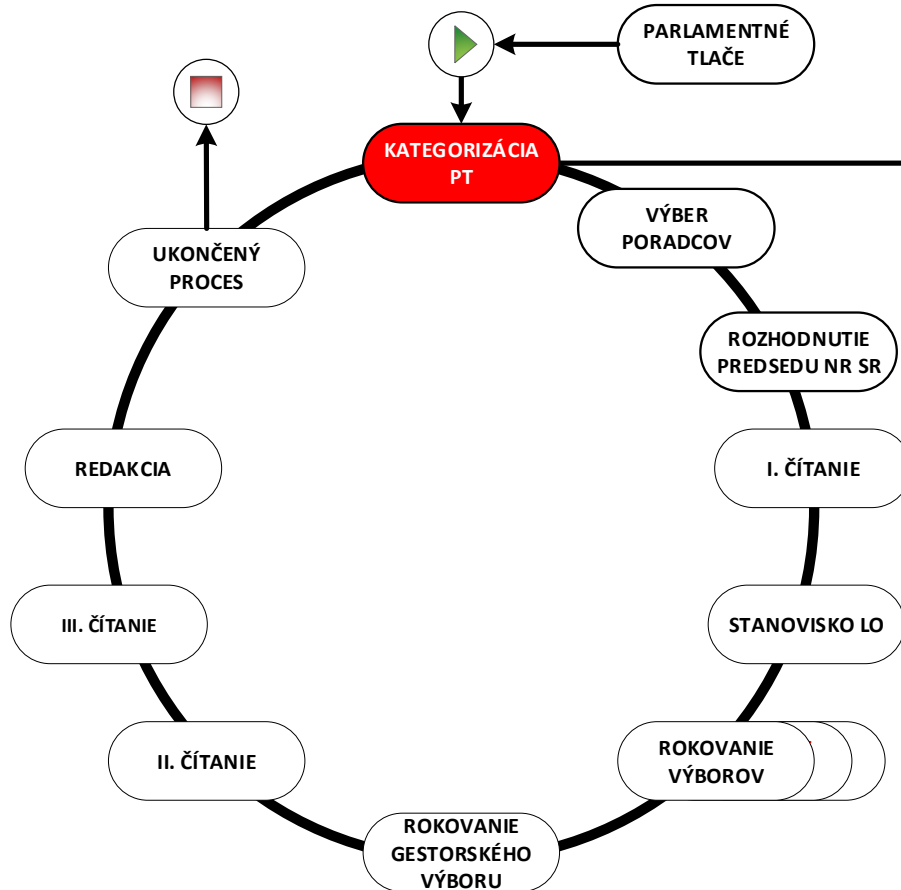 PARLAMENTNÉ
TLAČE
KATEGORIZÁCIA
PT
VÝBER
PORADCOV
ROZHODNUTIE
PREDSEDU NR SR
I. ČÍTANIE
STANOVISKO LO
ROKOVANIE
VÝBOROV
ROKOVANIE
GESTORSKÉHO
VÝBORU
II. ČÍTANIE
III. ČÍTANIE
REDAKCIA
UKONČENÝ
PROCES